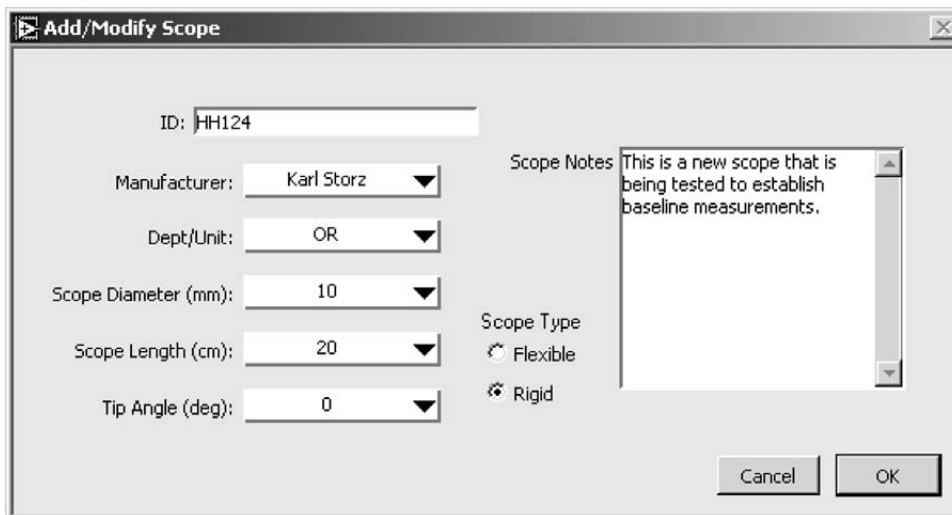 Add/Modify Scope
ID: HH124
Manufacturer: Karl Storz
Dept/Unit: OR
Scope Diameter (mm): 10
Scope Length (cm): 20
Tip Angle (deg): 0
Scope Notes This is a new scope that is
being tested to establish
baseline measurements.
Scope Type
Flexible
Rigid
Cancel OK